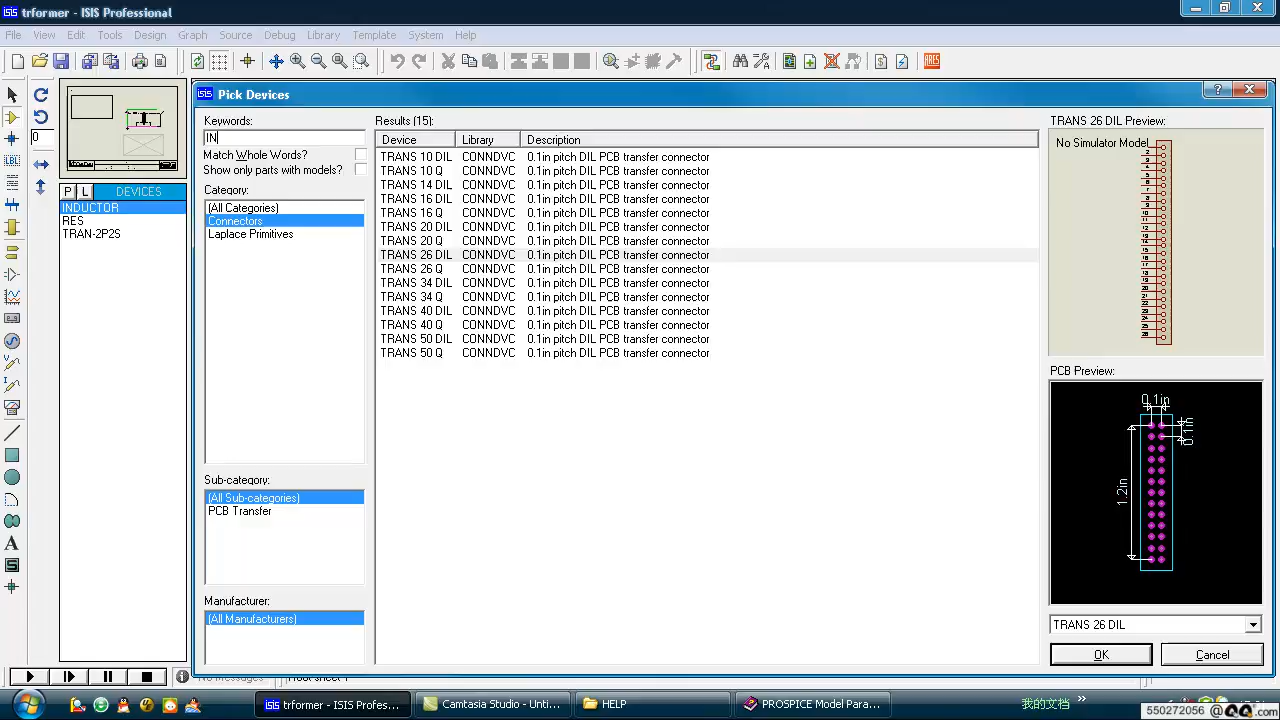 trformer - ISIS Professional
File View Edit Tools Design Graph Source Debug Library Template System Help
Pick Devices
Keywords:
IN
Match Whole Words?
Show only parts with models?
Category:
(All Categories)
Connectors
Laplace Primitives
Sub-category:
(All Sub-categories)
PCB Transfer
Manufacturer:
(All Manufacturers)
Results (15):
Device Library Description
TRANS 10 DIL CONNDVC 0.1in pitch DIL PCB transfer connector
TRANS 10 Q CONNDVC 0.1in pitch DIL PCB transfer connector
TRANS 14 DIL CONNDVC 0.1in pitch DIL PCB transfer connector
TRANS 16 DIL CONNDVC 0.1in pitch DIL PCB transfer connector
TRANS 16 Q CONNDVC 0.1in pitch DIL PCB transfer connector
TRANS 20 DIL CONNDVC 0.1in pitch DIL PCB transfer connector
TRANS 20 Q CONNDVC 0.1in pitch DIL PCB transfer connector
TRANS 26 DIL CONNDVC 0.1in pitch DIL PCB transfer connector
TRANS 26 Q CONNDVC 0.1in pitch DIL PCB transfer connector
TRANS 34 DIL CONNDVC 0.1in pitch DIL PCB transfer connector
TRANS 34 Q CONNDVC 0.1in pitch DIL PCB transfer connector
TRANS 40 DIL CONNDVC 0.1in pitch DIL PCB transfer connector
TRANS 40 Q CONNDVC 0.1in pitch DIL PCB transfer connector
TRANS 50 DIL CONNDVC 0.1in pitch DIL PCB transfer connector
TRANS 50 Q CONNDVC 0.1in pitch DIL PCB transfer connector
TRANS 26 DIL Preview:
No Simulator Model
PCB Preview:
0.1in
0.1in
1.2in
TRANS 26 DIL
OK Cancel
0
P L DEVICES
INDUCTOR
RES
TRAN-2P2S
trformer - ISIS Profes... Camtasia Studio - Unti... HELP PROSPICE Model Para... 我的文档
550272056 @QQ.com